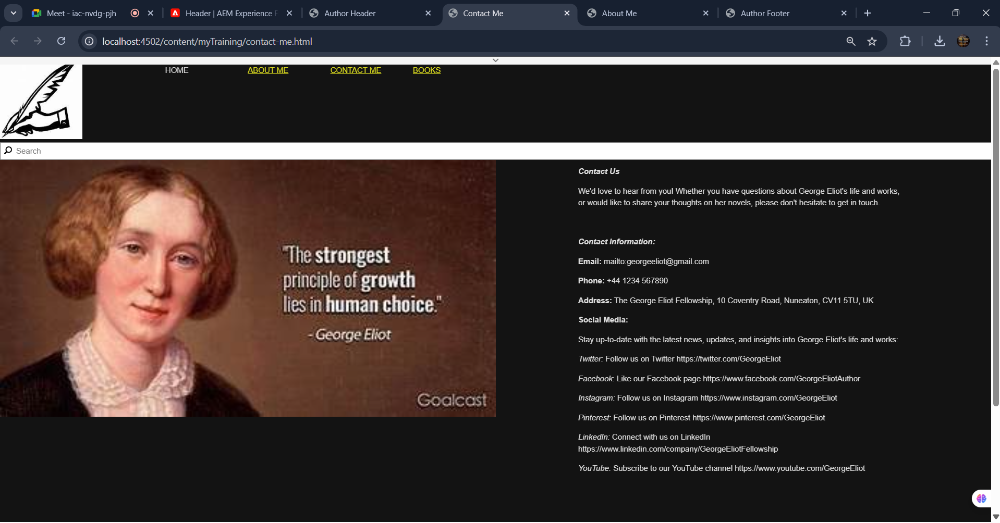 Meet - iac-nvdg-pjh
Header | AEM Experience F
Author Header
Contact Me
About Me
Author Footer
localhost:4502/content/myTraining/contact-me.html
HOME ABOUT ME CONTACT ME BOOKS
Search
"The strongest
principle of growth
lies in human choice."
- George Eliot
Goalcast
Contact Us
We'd love to hear from you! Whether you have questions about George Eliot's life and works,
or would like to share your thoughts on her novels, please don't hesitate to get in touch.
Contact Information:
Email: mailto:georgeeliot@gmail.com
Phone: +44 1234 567890
Address: The George Eliot Fellowship, 10 Coventry Road, Nuneaton, CV11 5TU, UK
Social Media:
Stay up-to-date with the latest news, updates, and insights into George Eliot's life and works:
Twitter: Follow us on Twitter https://twitter.com/GeorgeEliot
Facebook: Like our Facebook page https://www.facebook.com/GeorgeEliotAuthor
Instagram: Follow us on Instagram https://www.instagram.com/GeorgeEliot
Pinterest: Follow us on Pinterest https://www.pinterest.com/GeorgeEliot
LinkedIn: Connect with us on LinkedIn
https://www.linkedin.com/company/GeorgeEliotFellowship
YouTube: Subscribe to our YouTube channel https://www.youtube.com/GeorgeEliot